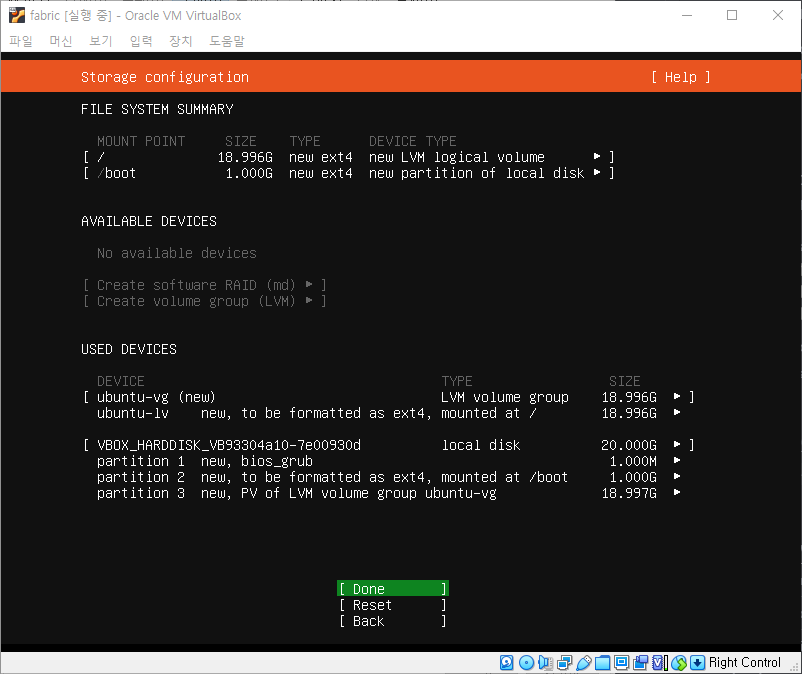 fabric [실행 중] - Oracle VM VirtualBox
파일 머신 보기 입력 장치 도움말
Storage configuration [ Help ]
FILE SYSTEM SUMMARY
MOUNT POINT SIZE TYPE DEVICE TYPE
[ / 18.996G new ext4 new LVM logical volume ▸ ]
[ /boot 1.000G new ext4 new partition of local disk ▸ ]
AVAILABLE DEVICES
No available devices
[ Create software RAID (md) ▸ ]
[ Create volume group (LVM) ▸ ]
USED DEVICES
DEVICE TYPE SIZE
[ ubuntu-vg (new) LVM volume group 18.996G ▸ ]
ubuntu-lv new, to be formatted as ext4, mounted at / 18.996G ▸
[ VBOX_HARDDISK_VB93304a10-7e00930d local disk 20.000G ▸ ]
partition 1 new, bios_grub 1.000M ▸
partition 2 new, to be formatted as ext4, mounted at /boot 1.000G ▸
partition 3 new, PV of LVM volume group ubuntu-vg 18.997G ▸
[ Done ]
[ Reset ]
[ Back ]
Right Control